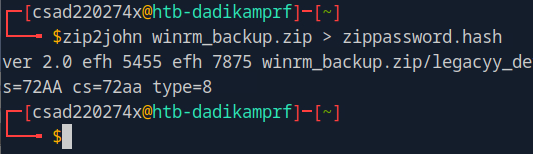 ┌─[csad220274x@htb-dadikamprf]─[~]
└──╼ $zip2john winrm_backup.zip > zippassword.hash
ver 2.0 efh 5455 efh 7875 winrm_backup.zip/legacyy_de
s=72AA cs=72aa type=8
┌─[csad220274x@htb-dadikamprf]─[~]
└──╼ $